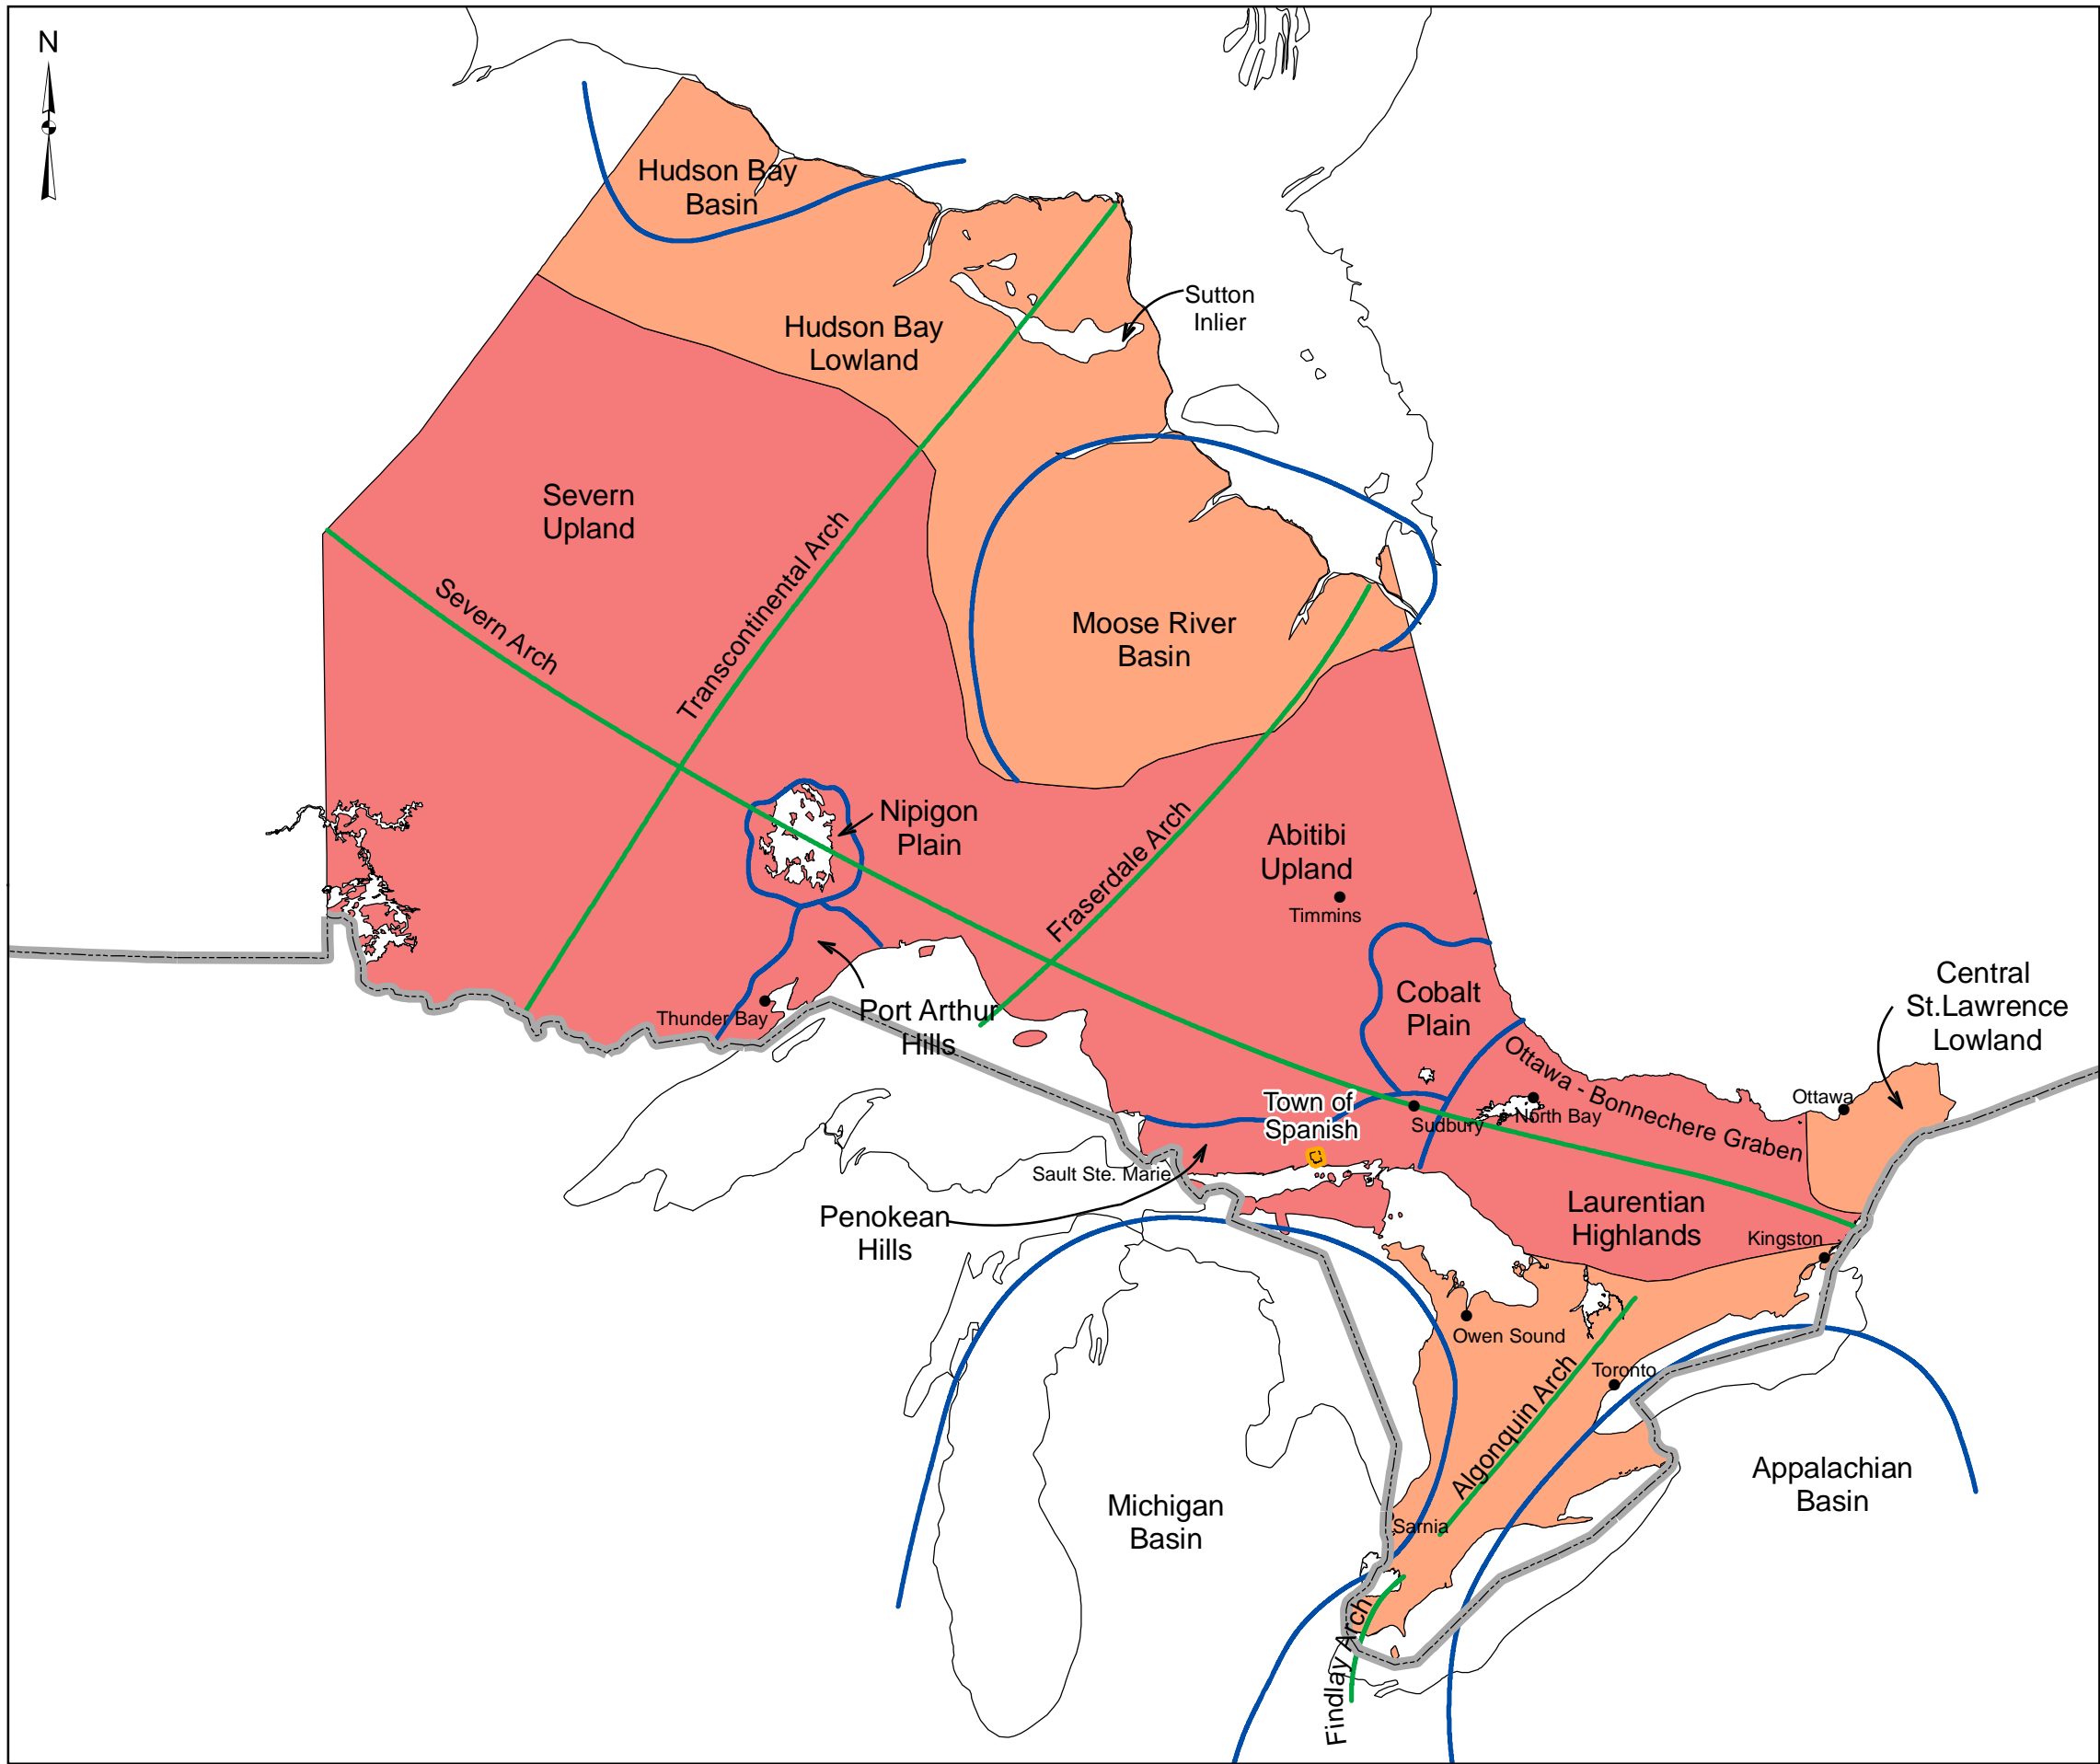 N
Hudson Bay
Basin
Sutton
Inlier
Hudson Bay
Lowland
Severn
Upland
Transcontinental Arch
Severn Arch
Moose River
Basin
Nipigon
Plain
Fraserdale Arch
Abitibi
Upland
Timmins
Port Arthur
Hills
Thunder Bay
Cobalt
Plain
Central
St.Lawrence
Lowland
Ottawa - Bonnechere Graben
Ottawa
Town of
Spanish
Sudbury
North Bay
Sault Ste. Marie
Penokean
Hills
Laurentian
Highlands
Kingston
Owen Sound
Toronto
Algonquin Arch
Appalachian
Basin
Michigan
Basin
Sarnia
Findlay Arch